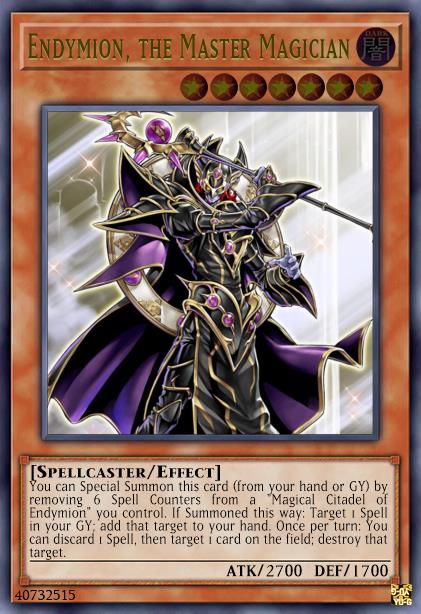 Endymion, the Master Magician
DARK
闇
[Spellcaster/Effect]
You can Special Summon this card (from your hand or GY) by
removing 6 Spell Counters from a "Magical Citadel of
Endymion" you control. If Summoned this way: Target 1 Spell
in your GY; add that target to your hand. Once per turn: You
can discard 1 Spell, then target 1 card on the field; destroy that
target.
ATK/2700 DEF/1700
40732515